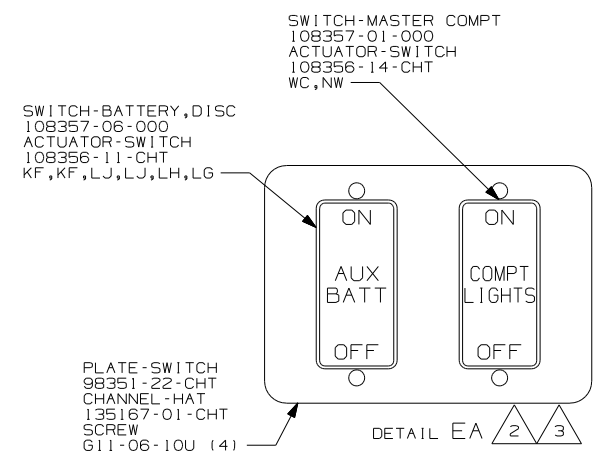 SWITCH-MASTER COMPT
108357-01-000
ACTUATOR-SWITCH
108356-14-CHT
WC,NW
SWITCH-BATTERY,DISC
108357-06-000
ACTUATOR-SWITCH
108356-11-CHT
KF,KF,LJ,LJ,LH,LG
ON
AUX
BATT
OFF
ON
COMPT
LIGHTS
OFF
PLATE-SWITCH
98351-22-CHT
CHANNEL-HAT
135167-01-CHT
SCREW
G11-06-10U (4)
DETAIL EA 2 3